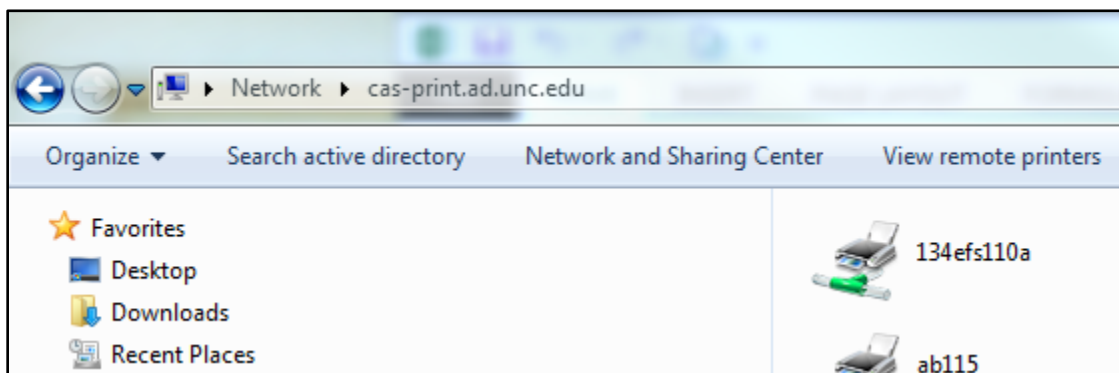 Network cas-print.ad.unc.edu
Organize Search active directory Network and Sharing Center View remote printers
Favorites
Desktop
Downloads
Recent Places
134efs110a
ab115